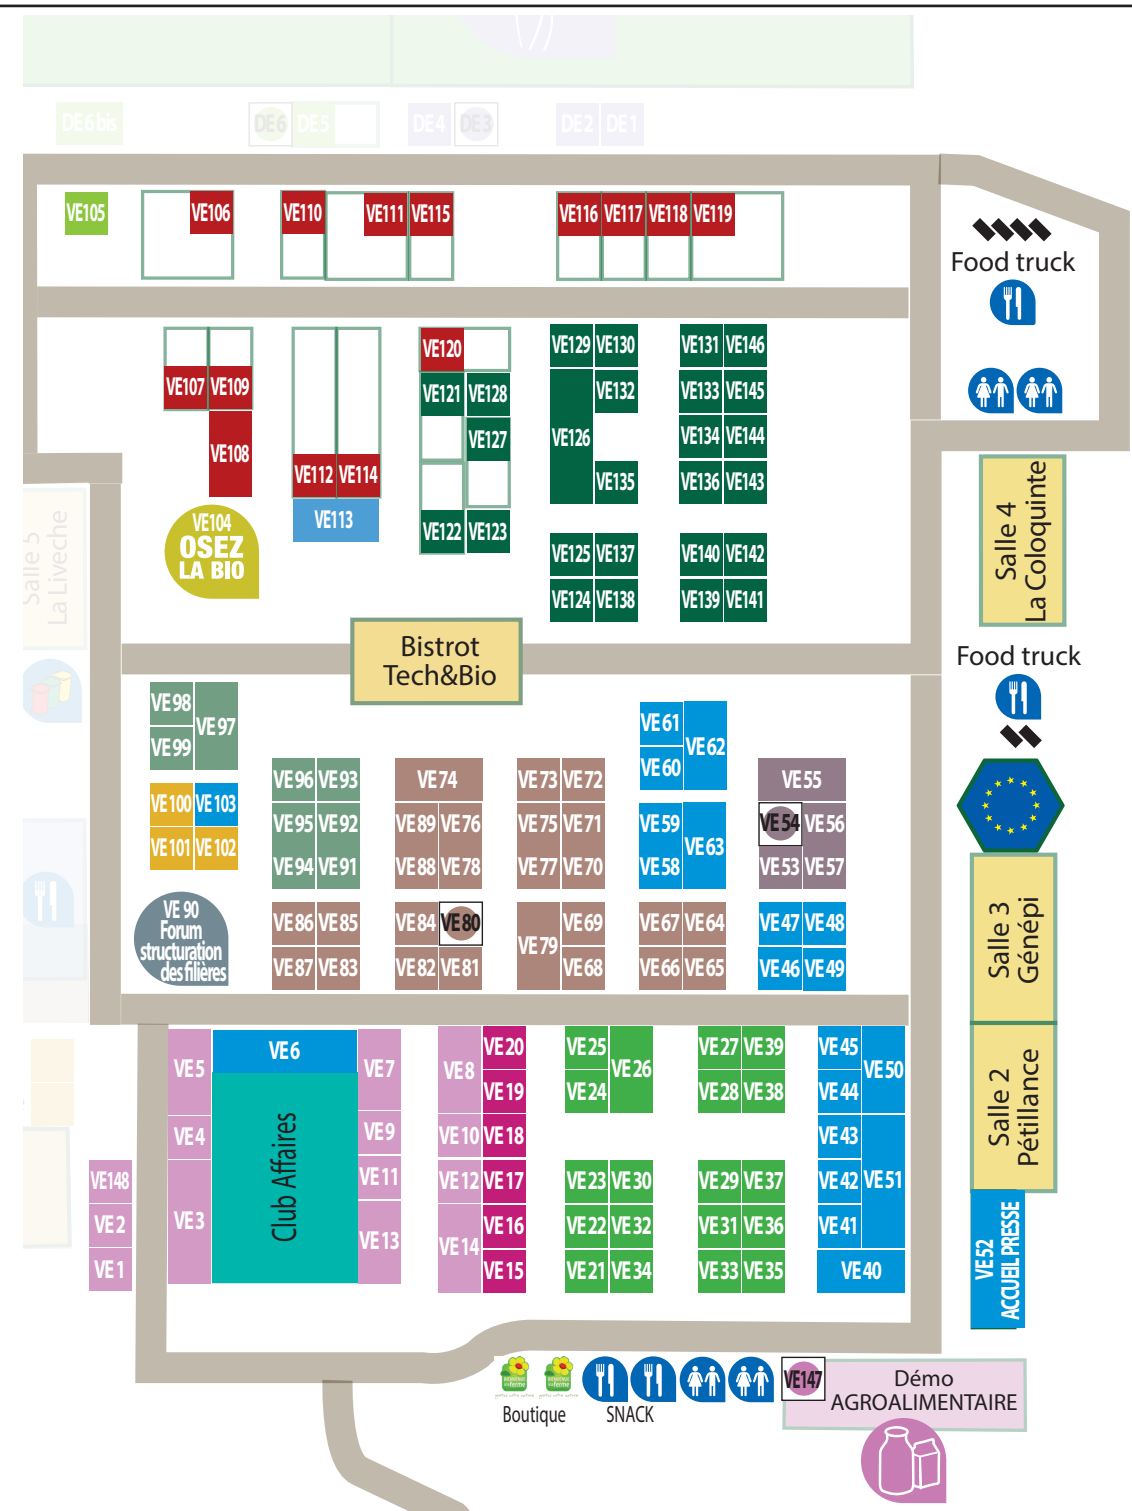 DE6 bis DE6 DE5 DE4 DE3 DE2 DE1
VE105 VE106 VE110 VE111 VE115 VE116 VE117 VE118 VE119
Food truck
VE120 VE129 VE130 VE131 VE146
VE107 VE109 VE121 VE128 VE132 VE133 VE145
VE108 VE127 VE126 VE134 VE144
VE112 VE114 VE135 VE136 VE143
Salle 4
La Coloquinte
VE113 VE122 VE123
VE104
OSEZ
LA BIO
Salle 5
La Liveche
VE125 VE137 VE140 VE142
VE124 VE138 VE139 VE141
Bistrot
Tech&Bio
Food truck
VE98 VE97 VE61 VE62
VE99 VE60
VE96 VE93 VE74 VE73 VE72 VE55
VE100 VE103 VE95 VE92 VE89 VE76 VE75 VE71 VE59 VE63 VE54 VE56
VE101 VE102 VE94 VE91 VE88 VE78 VE77 VE70 VE58 VE53 VE57
VE 90
Forum
structuration
des filières
VE86 VE85 VE84 VE80 VE79 VE69 VE67 VE64 VE47 VE48
VE87 VE83 VE82 VE81 VE68 VE66 VE65 VE46 VE49
Salle 3
Génépi
VE5 VE6 VE7 VE8 VE20 VE25 VE26 VE27 VE39 VE45 VE50
VE19 VE24 VE28 VE38 VE44
VE4 VE9 VE10 VE18 VE43
Club Affaires
Salle 2
Pétillance
VE148 VE11 VE12 VE17 VE23 VE30 VE29 VE37 VE42 VE51
VE2 VE3 VE13 VE14 VE16 VE22 VE32 VE31 VE36 VE41
VE1 VE15 VE21 VE34 VE33 VE35 VE40
VE52
ACCUEIL PRESSE
Boutique SNACK
VE147
Démo
AGROALIMENTAIRE